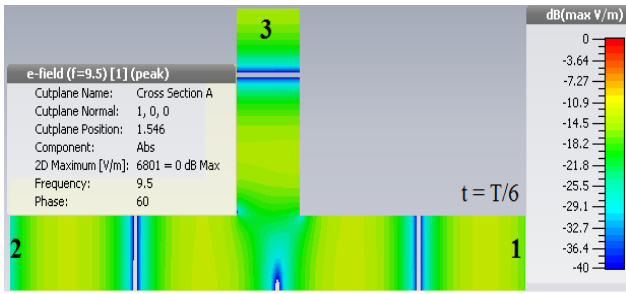 dB(max V/m)
3
0
-3.64
-7.27
-10.9
-14.5
-18.2
-21.8
-25.5
-29.1
-32.7
-36.4
-40
e-field (f=9.5) [1] (peak)
Cutplane Name: Cross Section A
Cutplane Normal: 1, 0, 0
Cutplane Position: 1.546
Component: Abs
2D Maximum [V/m]: 6801 = 0 dB Max
Frequency: 9.5
Phase: 60
t = T/6
2
1